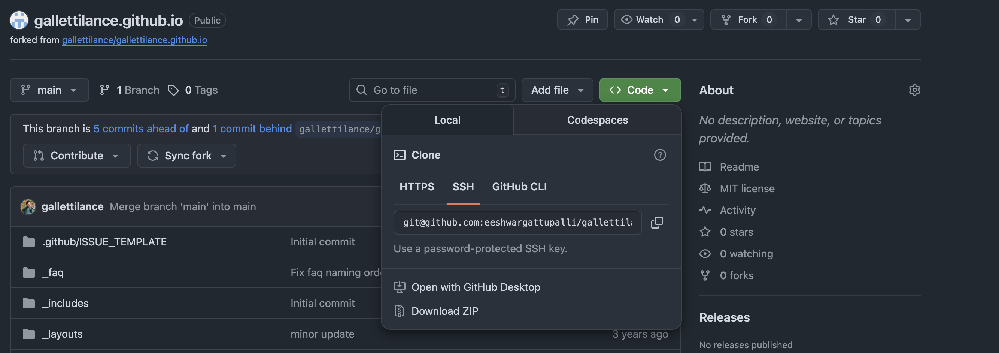 gallettilance.github.io Public Pin Watch 0 Fork 0 Star 0
forked from gallettilance/gallettilance.github.io
main 1 Branch 0 Tags Go to file t Add file Code
Local Codespaces
This branch is 5 commits ahead of and 1 commit behind gallettilance/g
Contribute Sync fork
Clone
HTTPS SSH GitHub CLI
git@github.com:eeshwargattupalli/gallettila
Use a password-protected SSH key.
Open with GitHub Desktop
Download ZIP
gallettilance Merge branch 'main' into main
.github/ISSUE_TEMPLATE Initial commit
_faq Fix faq naming ord
_includes Initial commit
_layouts minor update 3 years ago
About
No description, website, or topics
provided.
Readme
MIT license
Activity
0 stars
0 watching
0 forks
Releases
No releases published